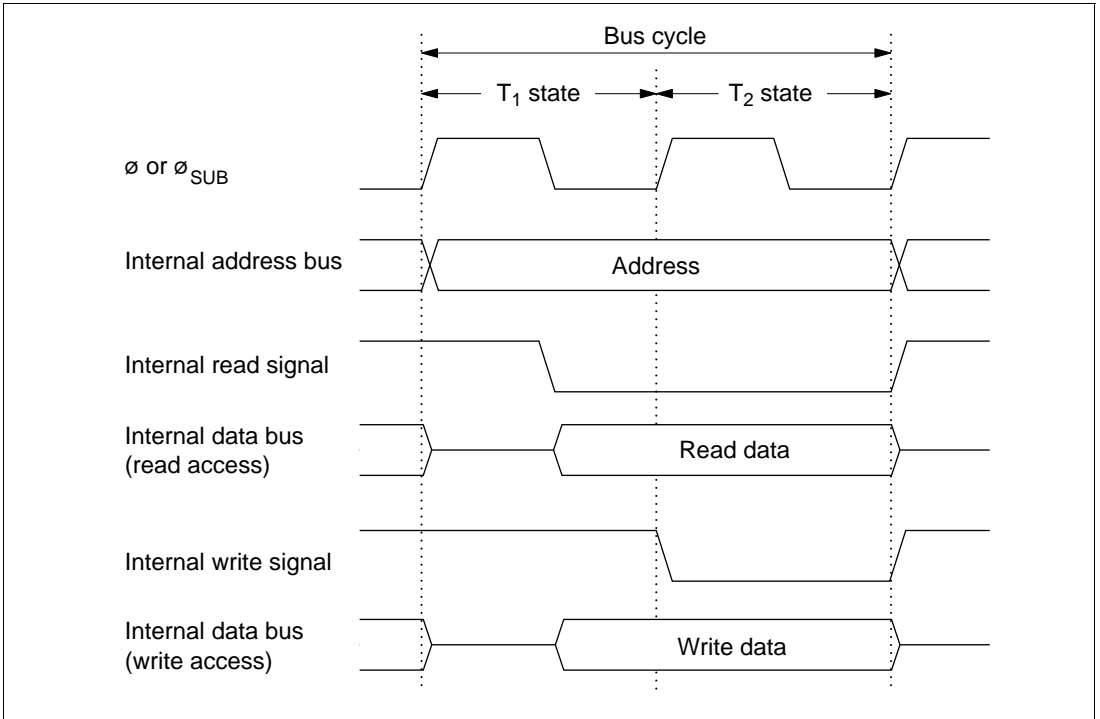 Bus cycle
T₁ state
T₂ state
ø or ø SUB
Internal address bus
Address
Internal read signal
Internal data bus
(read access)
Read data
Internal write signal
Internal data bus
(write access)
Write data